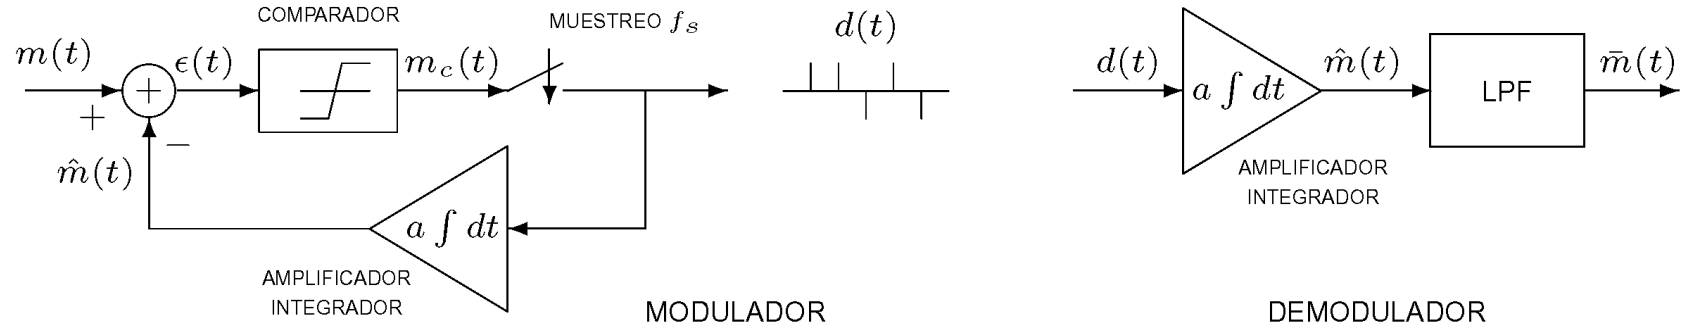 COMPARADOR
MUESTREO f_s
d(t)
m(t)
ϵ(t)
m_c(t)
+
+
−
m̂(t)
a ∫ dt
AMPLIFICADOR
INTEGRADOR
MODULADOR
d(t)
a ∫ dt
m̂(t)
LPF
m̄(t)
AMPLIFICADOR
INTEGRADOR
DEMODULADOR